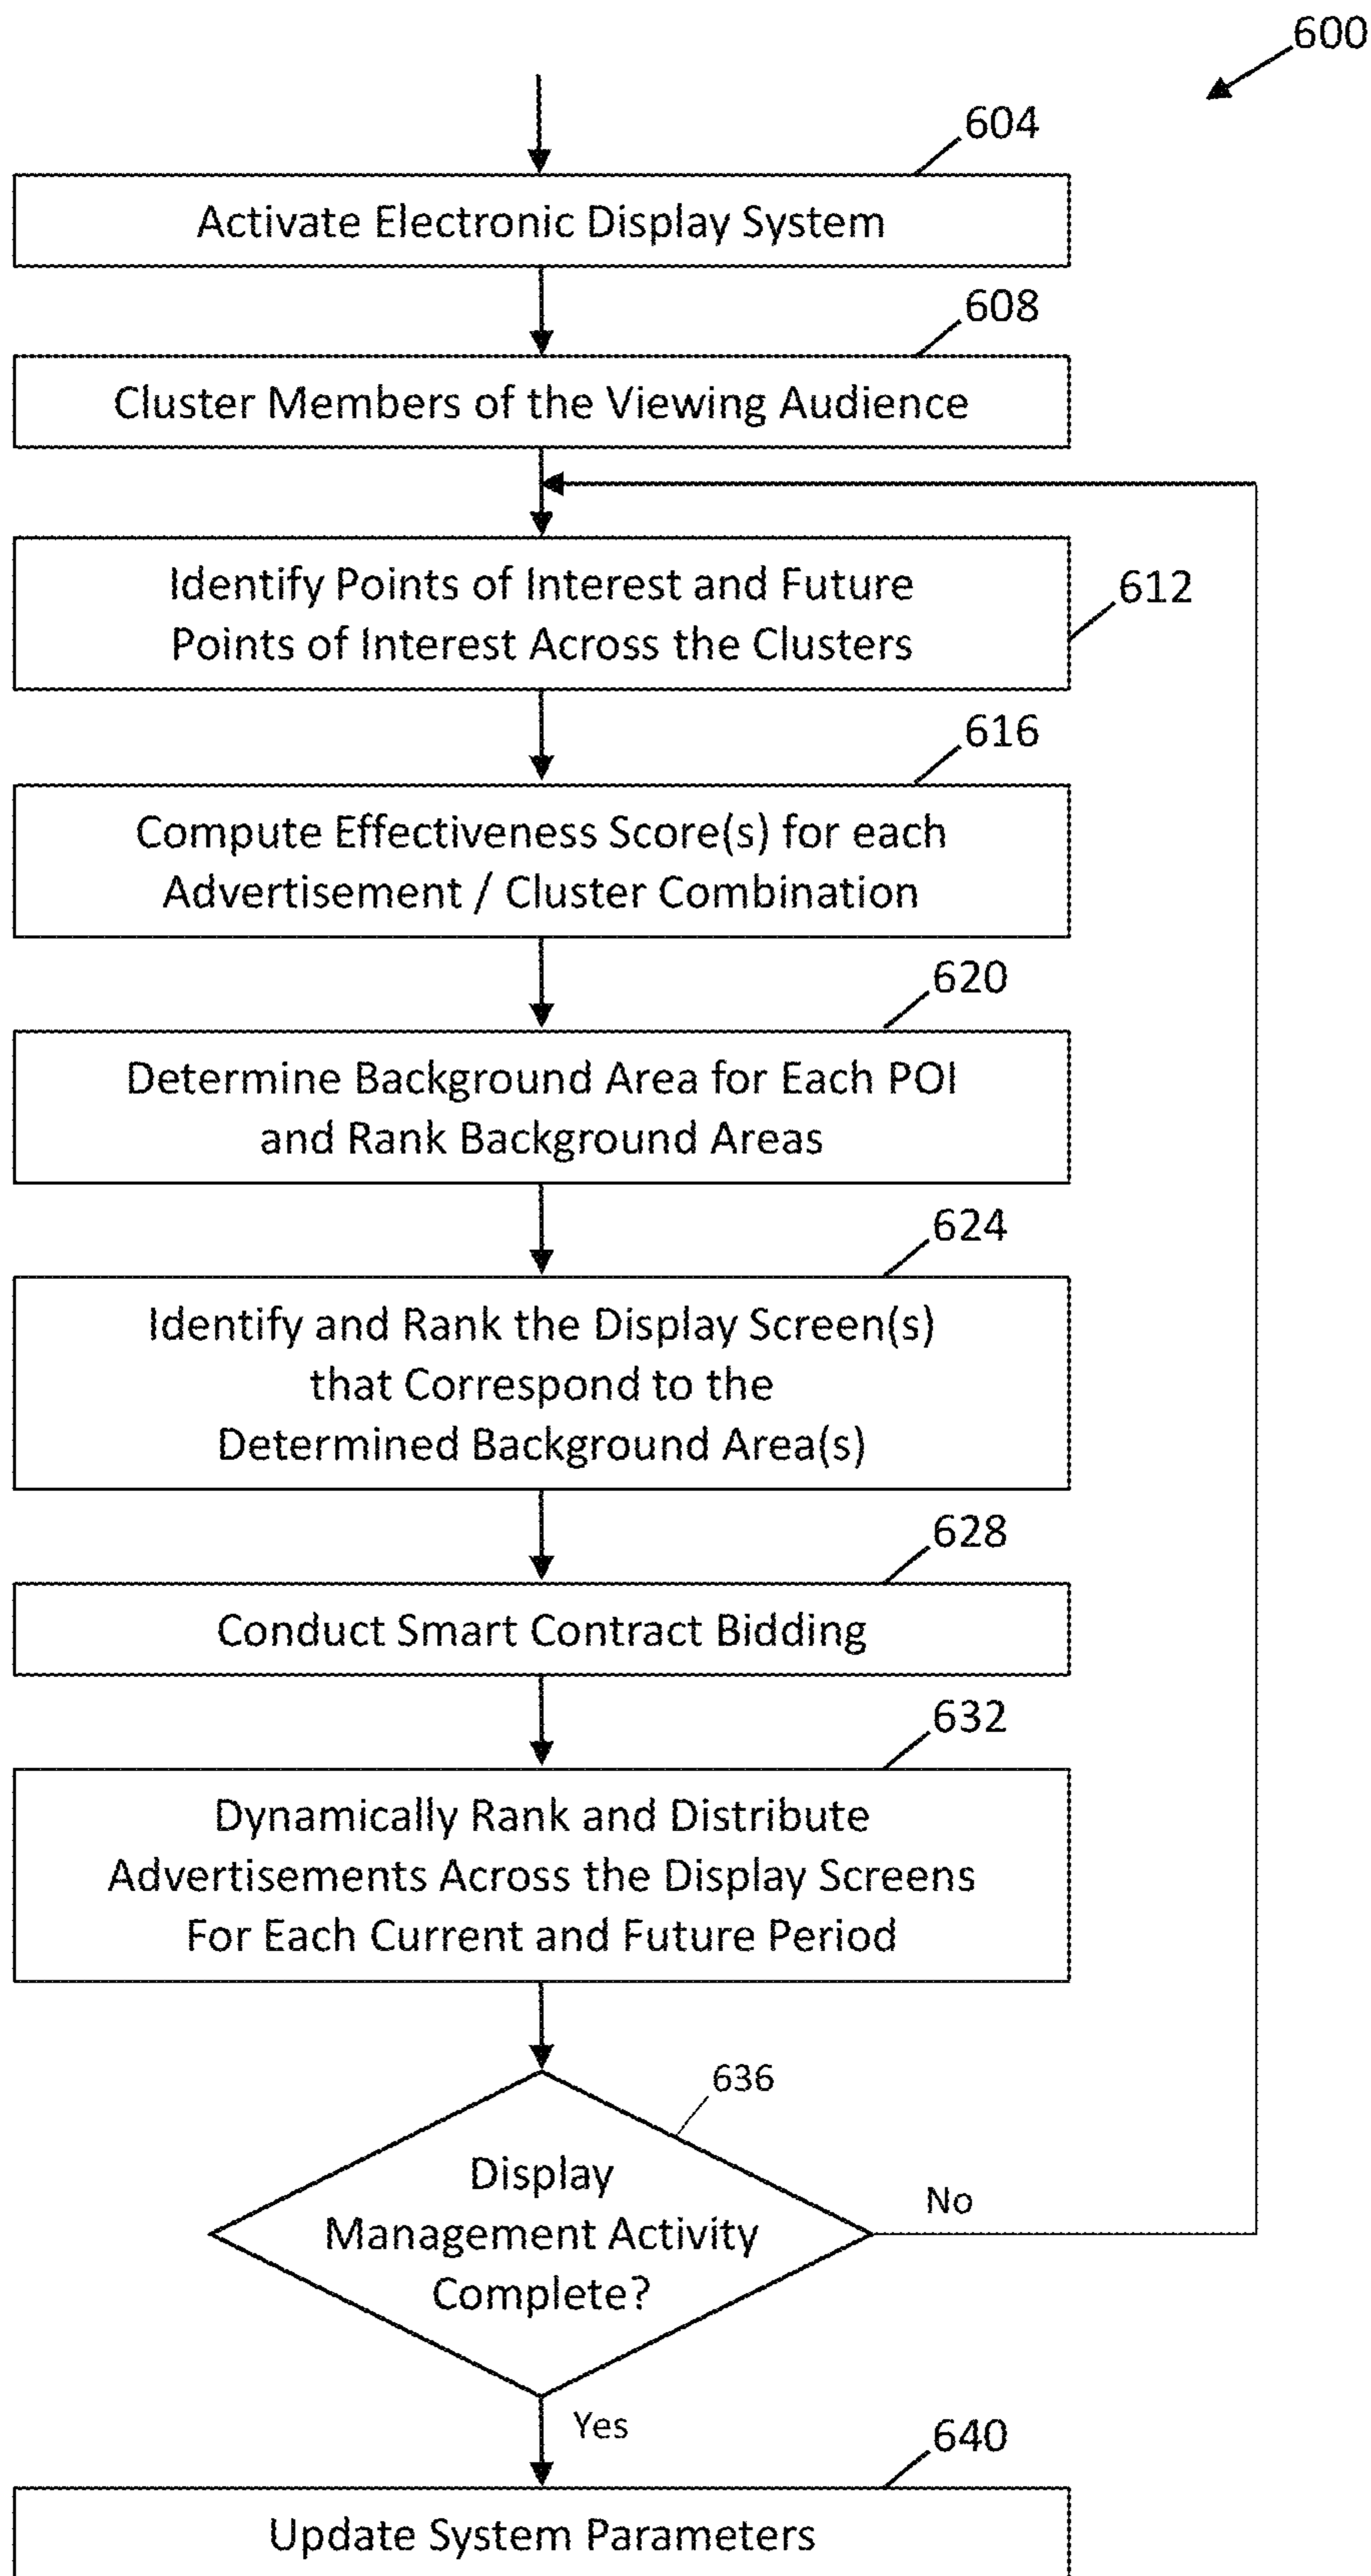 600
604
Activate Electronic Display System
608
Cluster Members of the Viewing Audience
Identify Points of Interest and Future
Points of Interest Across the Clusters
612
616
Compute Effectiveness Score(s) for each
Advertisement / Cluster Combination
620
Determine Background Area for Each POI
and Rank Background Areas
624
Identify and Rank the Display Screen(s)
that Correspond to the
Determined Background Area(s)
628
Conduct Smart Contract Bidding
632
Dynamically Rank and Distribute
Advertisements Across the Display Screens
For Each Current and Future Period
636
Display
Management Activity
Complete?
No
Yes
640
Update System Parameters